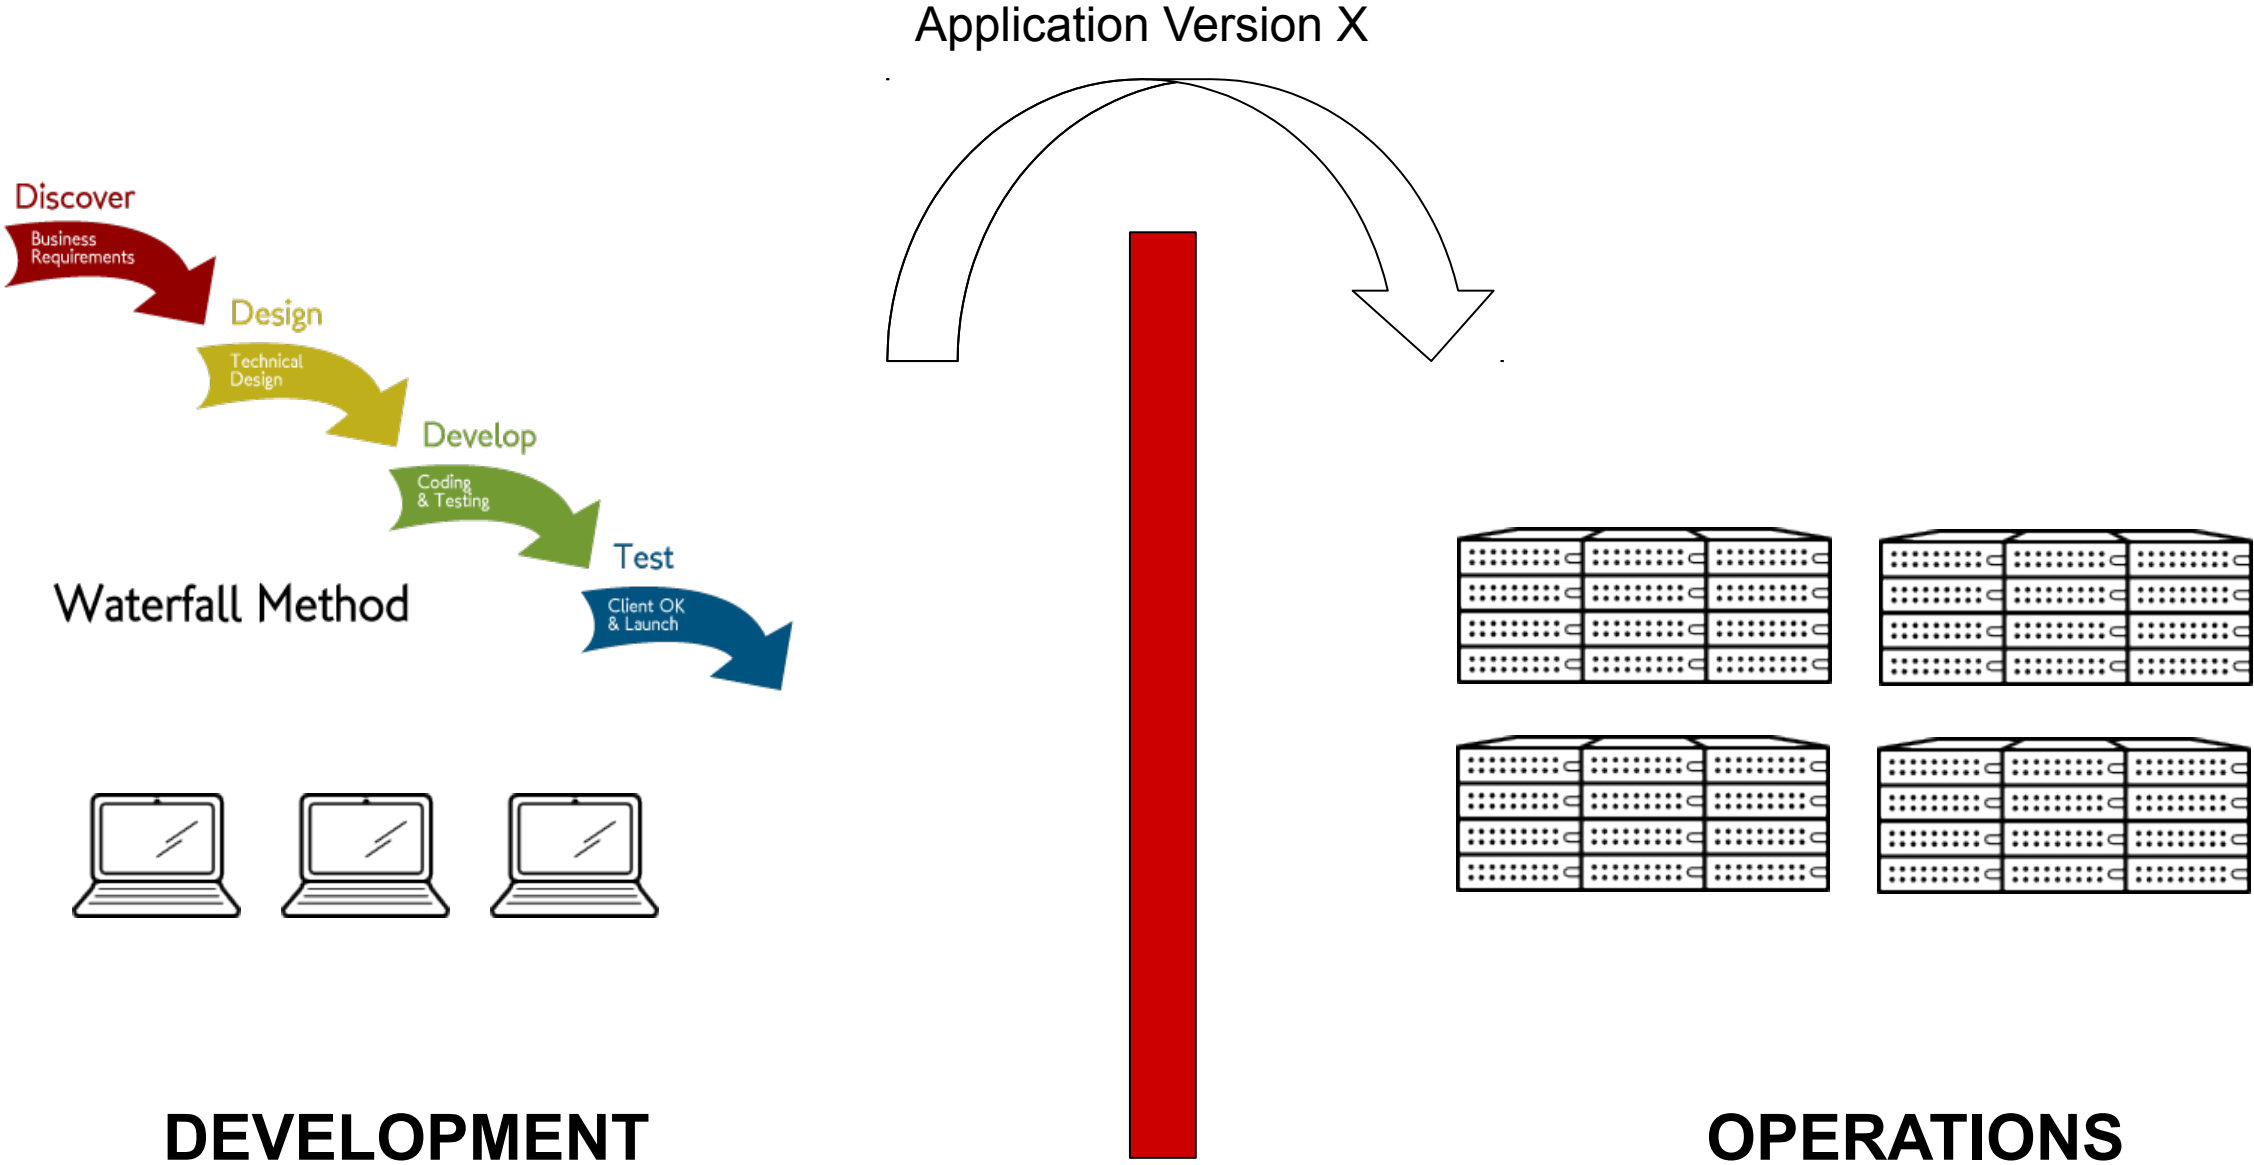 Application Version X
Discover
Business
Requirements
Design
Technical
Design
Develop
Coding
& Testing
Test
Client OK
& Launch
Waterfall Method
DEVELOPMENT
OPERATIONS